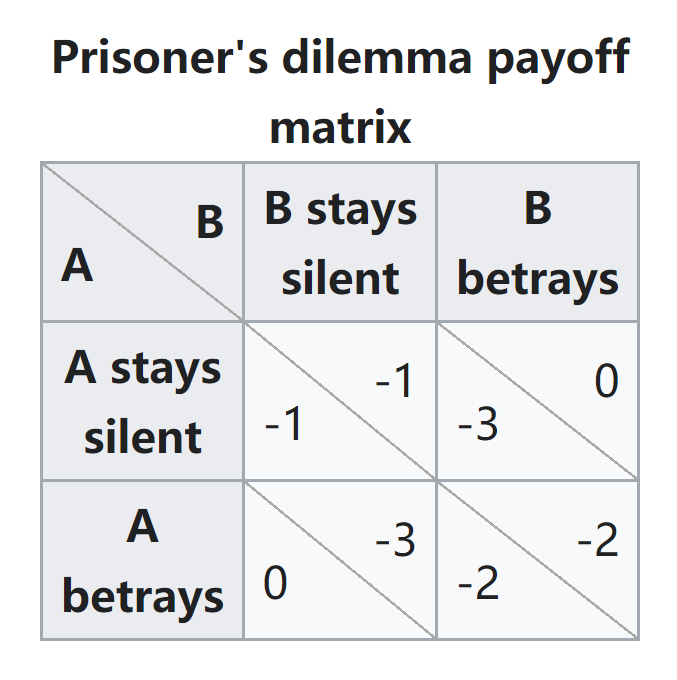 Prisoner's dilemma payoff
matrix
B
A
B stays
silent
B
betrays
A stays
silent
-1
-1
0
-3
A
betrays
-3
0
-2
-2